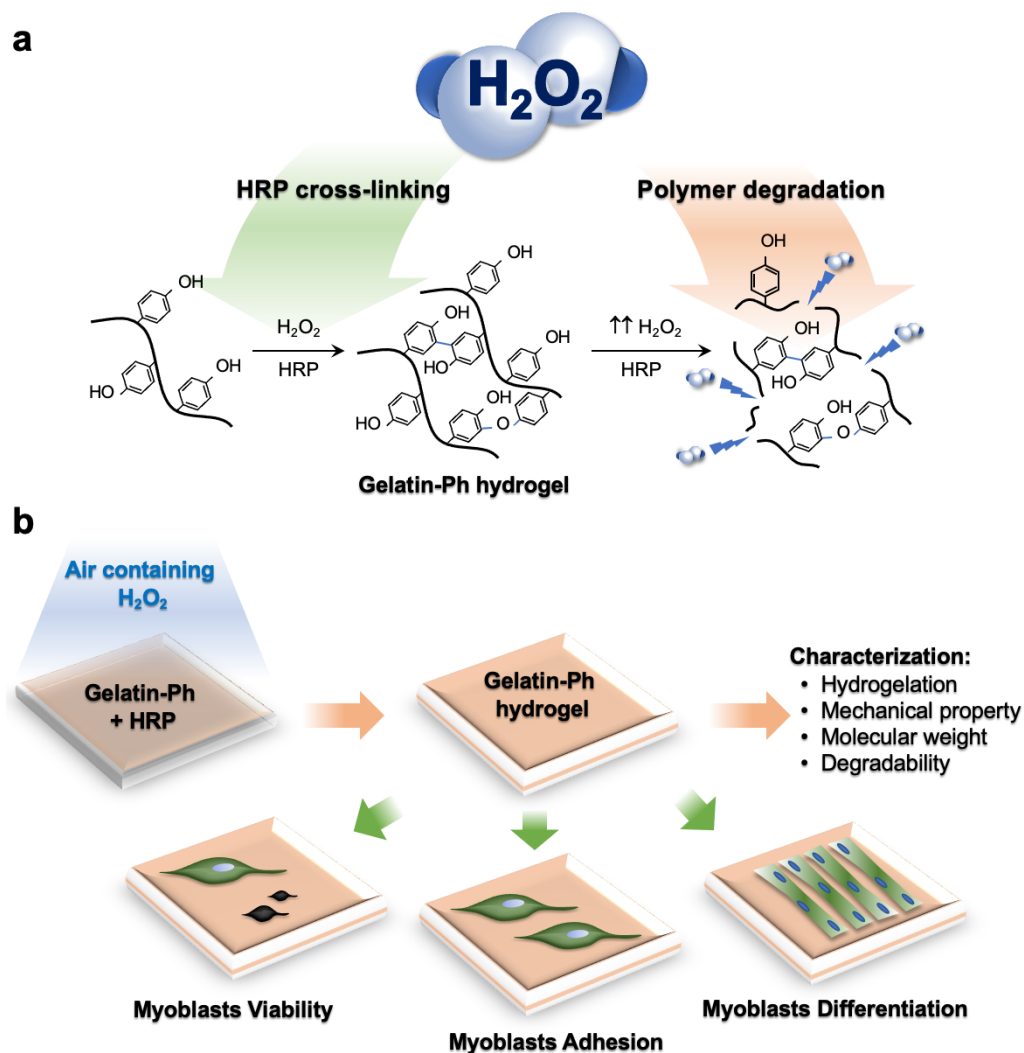 a
H₂O₂
HRP cross-linking
Polymer degradation
OH
HO
OH
H₂O₂
HRP
OH
OH
HO
OH
HO
OH
O
↑↑ H₂O₂
HRP
OH
OH
HO
OH
O
Gelatin-Ph hydrogel
b
Air containing
H₂O₂
Gelatin-Ph
+ HRP
Gelatin-Ph
hydrogel
Characterization:
• Hydrogelation
• Mechanical property
• Molecular weight
• Degradability
Myoblasts Viability
Myoblasts Adhesion
Myoblasts Differentiation